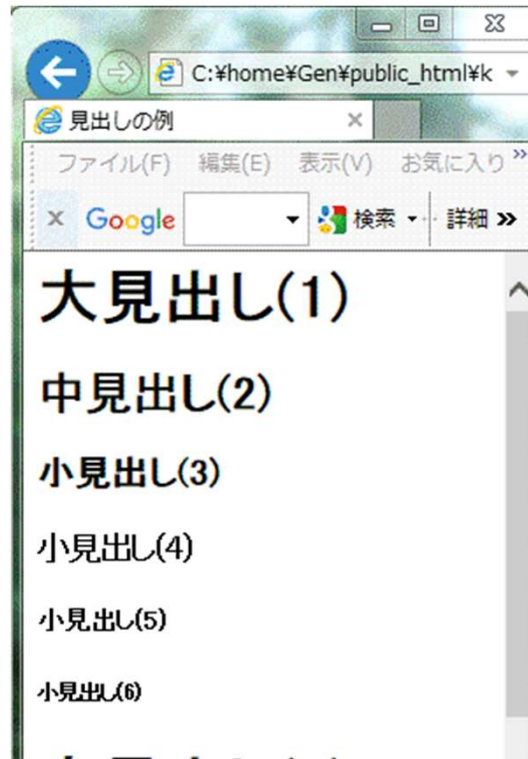 C:¥home¥Gen¥public_html¥k
見出しの例
ファイル(F) 編集(E) 表示(V) お気に入り »
x Google 検索 詳細 »
大見出し(1)
中見出し(2)
小見出し(3)
小見出し(4)
小見出し(5)
小見出し(6)